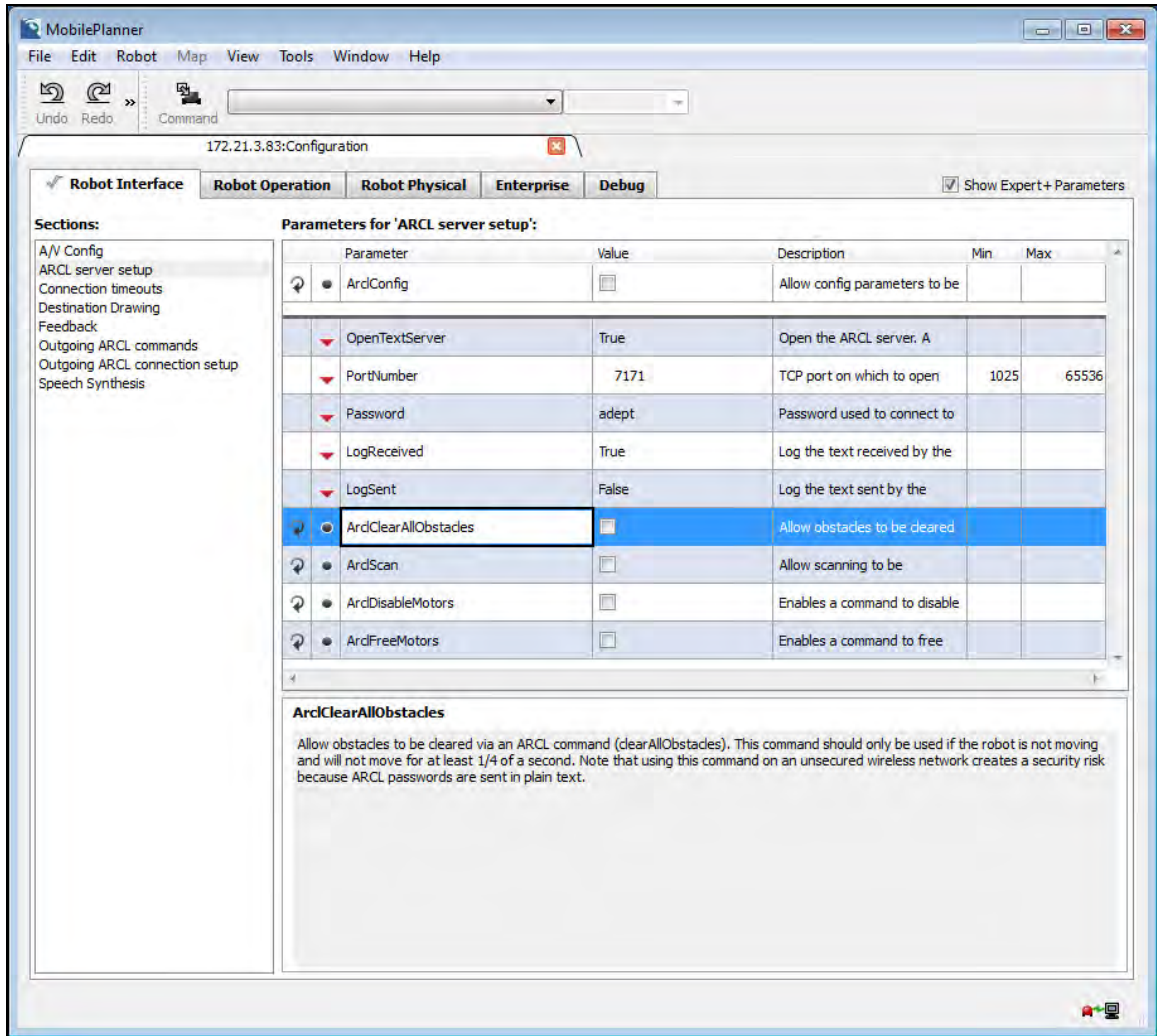 MobilePlanner
File Edit Robot Map View Tools Window Help
Undo Redo » Command
172.21.3.83:Configuration
Robot Interface Robot Operation Robot Physical Enterprise Debug Show Expert+ Parameters
Sections:
A/V Config
ARCL server setup
Connection timeouts
Destination Drawing
Feedback
Outgoing ARCL commands
Outgoing ARCL connection setup
Speech Synthesis
Parameters for 'ARCL server setup':
Parameter Value Description Min Max
ArclConfig Allow config parameters to be
OpenTextServer True Open the ARCL server. A
PortNumber 7171 TCP port on which to open 1025 65536
Password adept Password used to connect to
LogReceived True Log the text received by the
LogSent False Log the text sent by the
ArclClearAllObstacles Allow obstacles to be cleared
ArclScan Allow scanning to be
ArclDisableMotors Enables a command to disable
ArclFreeMotors Enables a command to free
ArclClearAllObstacles
Allow obstacles to be cleared via an ARCL command (clearAllObstacles). This command should only be used if the robot is not moving
and will not move for at least 1/4 of a second. Note that using this command on an unsecured wireless network creates a security risk
because ARCL passwords are sent in plain text.